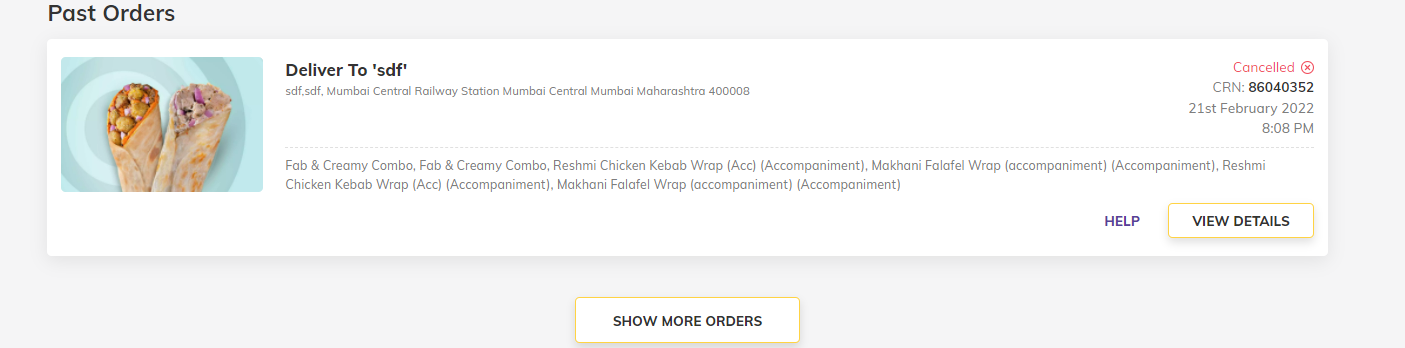 Past Orders
Deliver To 'sdf'
sdf,sdf, Mumbai Central Railway Station Mumbai Central Mumbai Maharashtra 400008
Cancelled
CRN: 86040352
21st February 2022
8:08 PM
Fab & Creamy Combo, Fab & Creamy Combo, Reshmi Chicken Kebab Wrap (Acc) (Accompaniment), Makhani Falafel Wrap (accompaniment) (Accompaniment), Reshmi
Chicken Kebab Wrap (Acc) (Accompaniment), Makhani Falafel Wrap (accompaniment) (Accompaniment)
HELP
VIEW DETAILS
SHOW MORE ORDERS